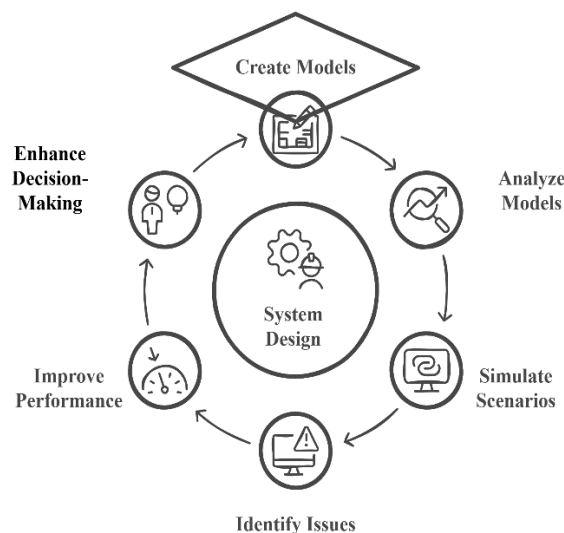 Create Models
Enhance
Decision-
Making
Analyze
Models
System
Design
Improve
Performance
Simulate
Scenarios
Identify Issues